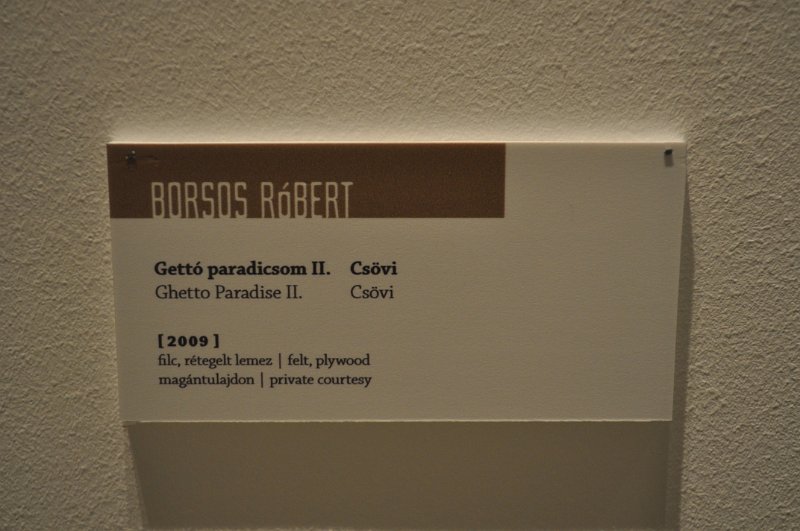 BORSOS RóBERT
Gettó paradicsom II. Csövi
Ghetto Paradise II. Csövi
[2009]
filc, rétegelt lemez | felt, plywood
magántulajdon | private courtesy